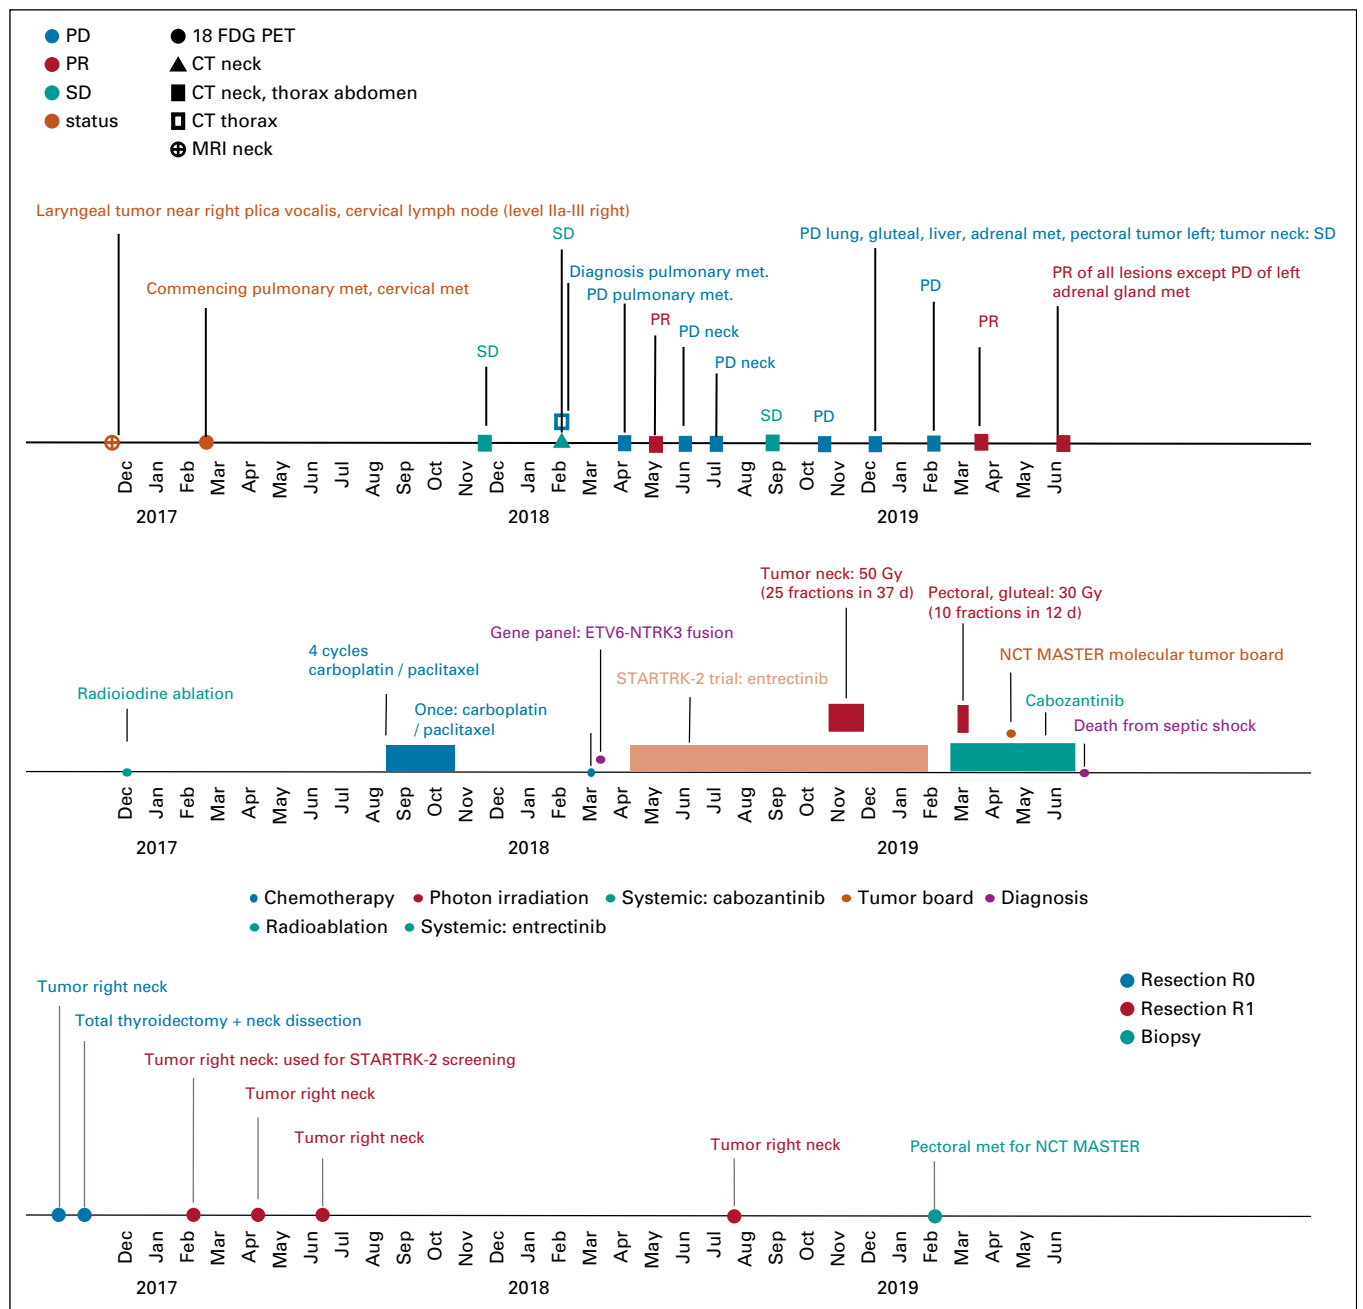 PD
PR
SD
status
18 FDG PET
CT neck
CT neck, thorax abdomen
CT thorax
MRI neck
Laryngeal tumor near right plica vocalis, cervical lymph node (level IIa-III right)
Commencing pulmonary met, cervical met
SD
SD
Diagnosis pulmonary met.
PD pulmonary met.
PR
PD neck
PD neck
SD
PD
PD lung, gluteal, liver, adrenal met, pectoral tumor left; tumor neck: SD
PD
PR
PR of all lesions except PD of left
adrenal gland met
Dec Jan Feb Mar Apr May Jun Jul Aug Sep Oct Nov Dec Jan Feb Mar Apr May Jun Jul Aug Sep Oct Nov Dec Jan Feb Mar Apr May Jun
2017 2018 2019
Radioiodine ablation
4 cycles
carboplatin / paclitaxel
Once: carboplatin
/ paclitaxel
Gene panel: ETV6-NTRK3 fusion
STARTRK-2 trial: entrectinib
Tumor neck: 50 Gy
(25 fractions in 37 d)
Pectoral, gluteal: 30 Gy
(10 fractions in 12 d)
NCT MASTER molecular tumor board
Cabozantinib
Death from septic shock
Dec Jan Feb Mar Apr May Jun Jul Aug Sep Oct Nov Dec Jan Feb Mar Apr May Jun Jul Aug Sep Oct Nov Dec Jan Feb Mar Apr May Jun
2017 2018 2019
Chemotherapy Photon irradiation Systemic: cabozantinib Tumor board Diagnosis
Radioablation Systemic: entrectinib
Resection R0
Resection R1
Biopsy
Tumor right neck
Total thyroidectomy + neck dissection
Tumor right neck: used for STARTRK-2 screening
Tumor right neck
Tumor right neck
Tumor right neck
Pectoral met for NCT MASTER
Dec Jan Feb Mar Apr May Jun Jul Aug Sep Oct Nov Dec Jan Feb Mar Apr May Jun Jul Aug Sep Oct Nov Dec Jan Feb Mar Apr May Jun
2017 2018 2019